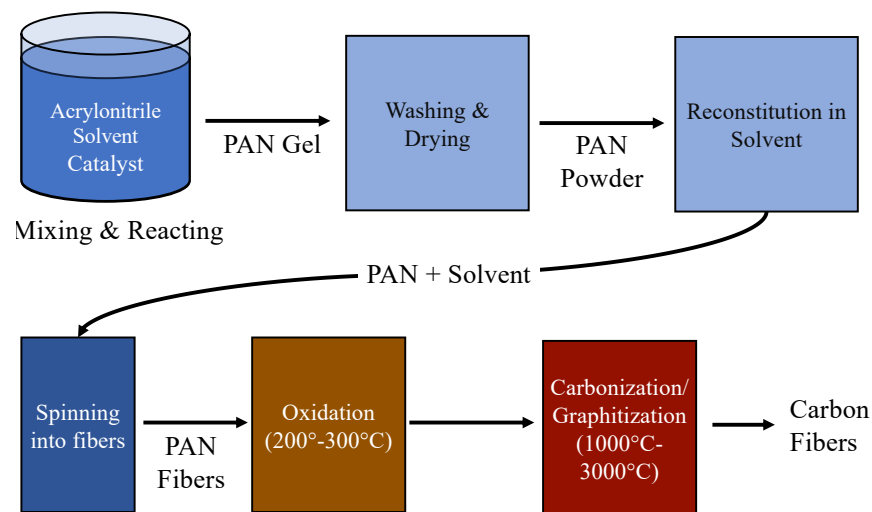 Acrylonitrile
Solvent
Catalyst
Mixing & Reacting
PAN Gel
Washing &
Drying
PAN
Powder
Reconstitution in
Solvent
PAN + Solvent
Spinning
into fibers
PAN
Fibers
Oxidation
(200°-300°C)
Carbonization/
Graphitization
(1000°C-
3000°C)
Carbon
Fibers